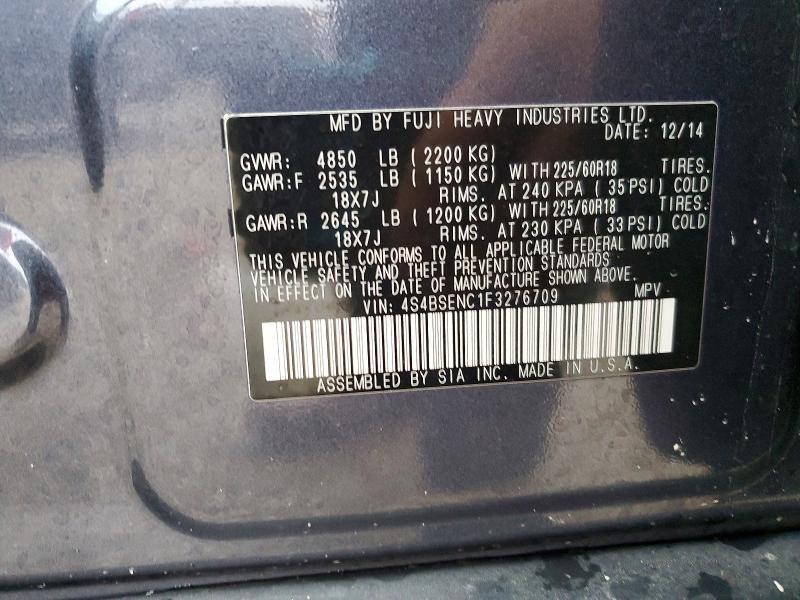 MFD BY FUJI HEAVY INDUSTRIES LTD.
DATE: 12/14
GVWR: 4850 LB (2200 KG)
GAWR:F 2535 LB (1150 KG) WITH 225/60R18 TIRES.
18X7J RIMS. AT 240 KPA (35 PSI) COLD
GAWR:R 2645 LB (1200 KG) WITH 225/60R18 TIRES.
18X7J RIMS. AT 230 KPA (33 PSI) COLD
THIS VEHICLE CONFORMS TO ALL APPLICABLE FEDERAL MOTOR
VEHICLE SAFETY AND THEFT PREVENTION STANDARDS
IN EFFECT ON THE DATE OF MANUFACTURE SHOWN ABOVE.
VIN: 4S4BSENC1F3276709 MPV
ASSEMBLED BY SIA INC. MADE IN U.S.A.